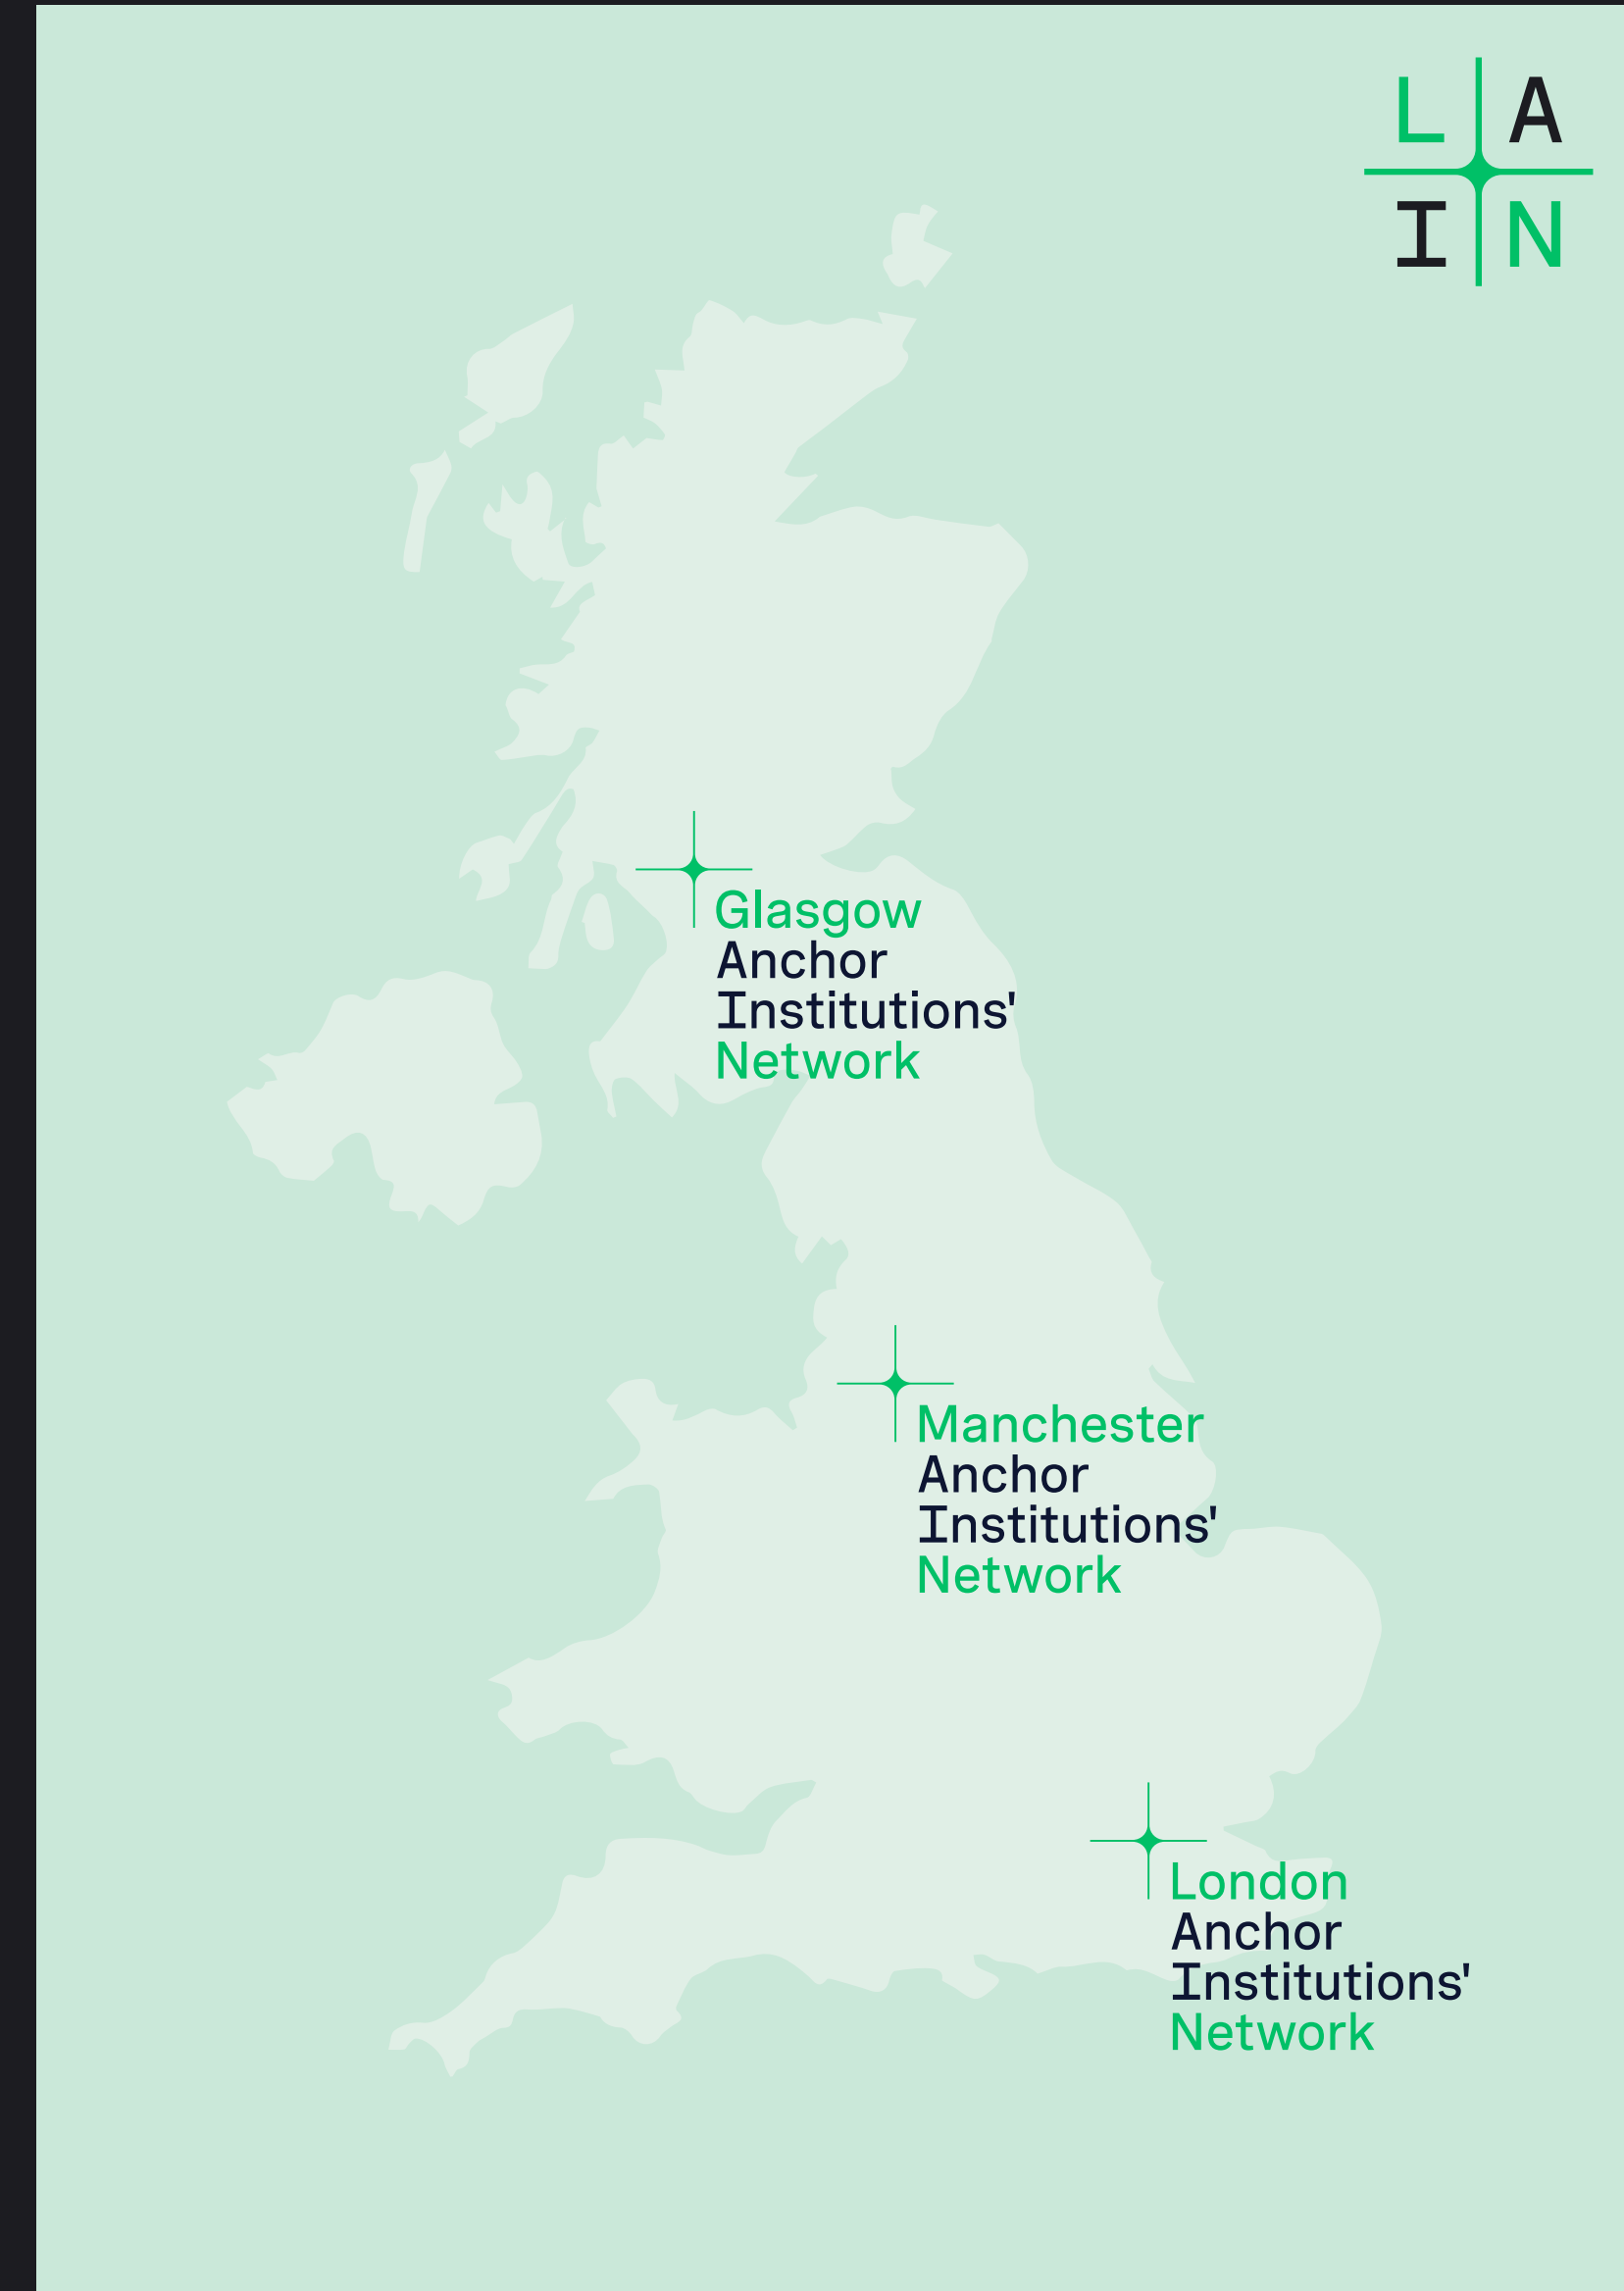 L A
I N
Glasgow
Anchor
Institutions'
Network
Manchester
Anchor
Institutions'
Network
London
Anchor
Institutions'
Network